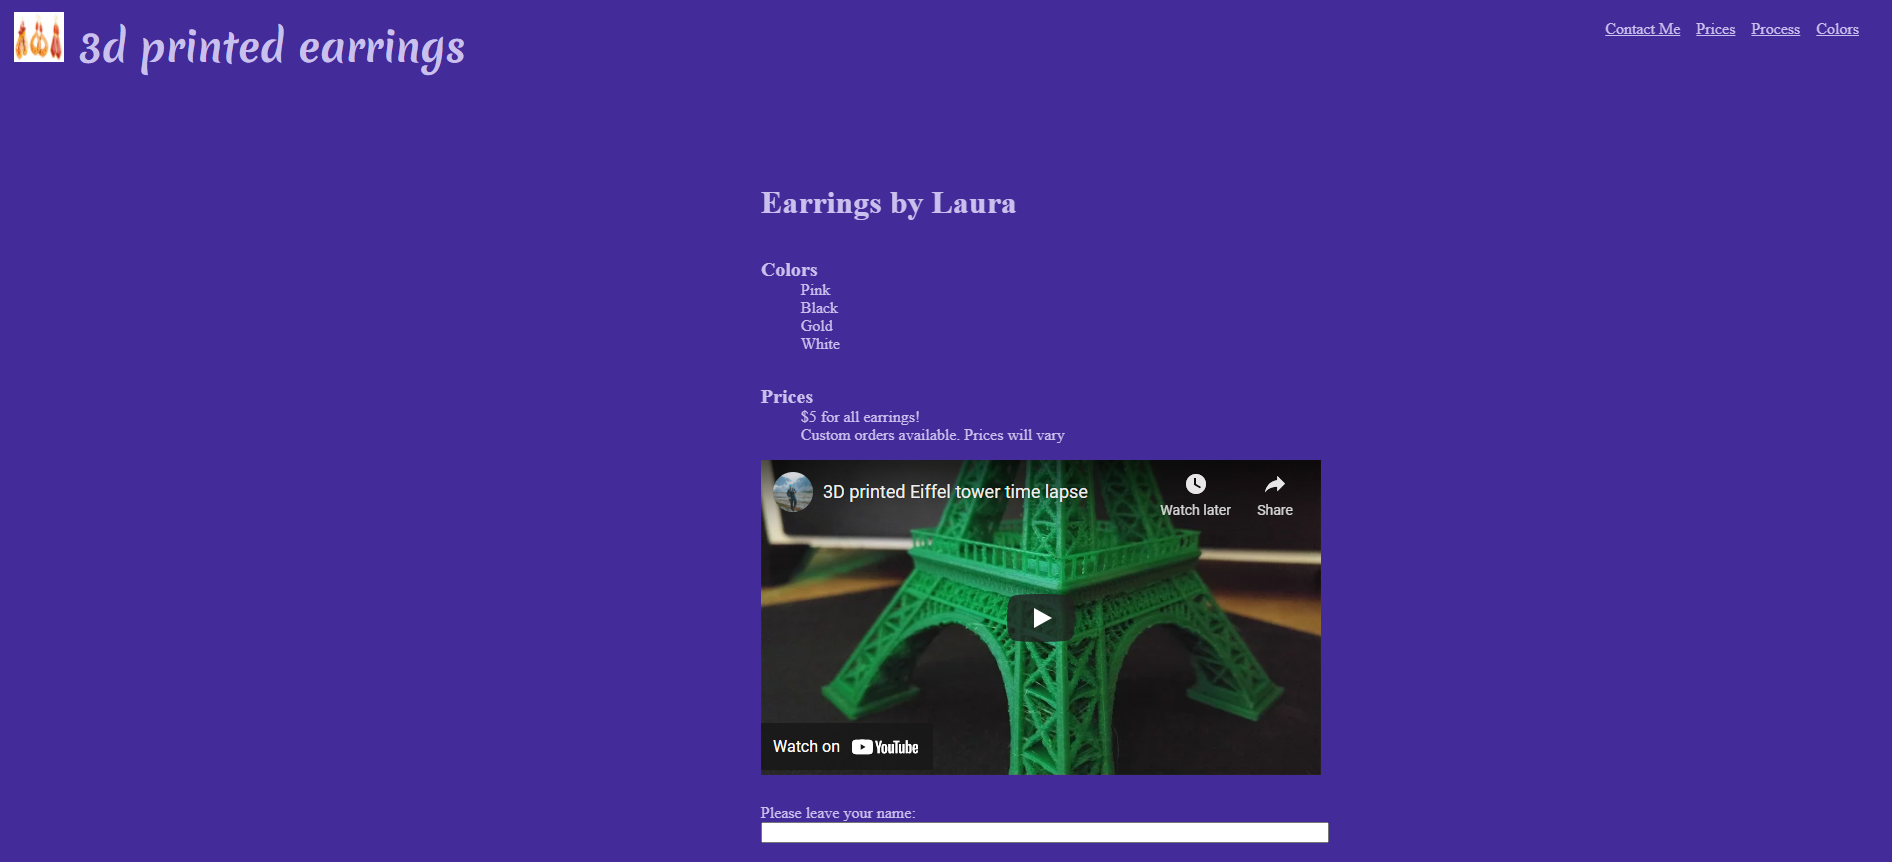 3d printed earrings
Contact Me Prices Process Colors
Earrings by Laura
Colors
Pink
Black
Gold
White
Prices
$5 for all earrings!
Custom orders available. Prices will vary
3D printed Eiffel tower time lapse
Watch later Share
Watch on YouTube
Please leave your name: